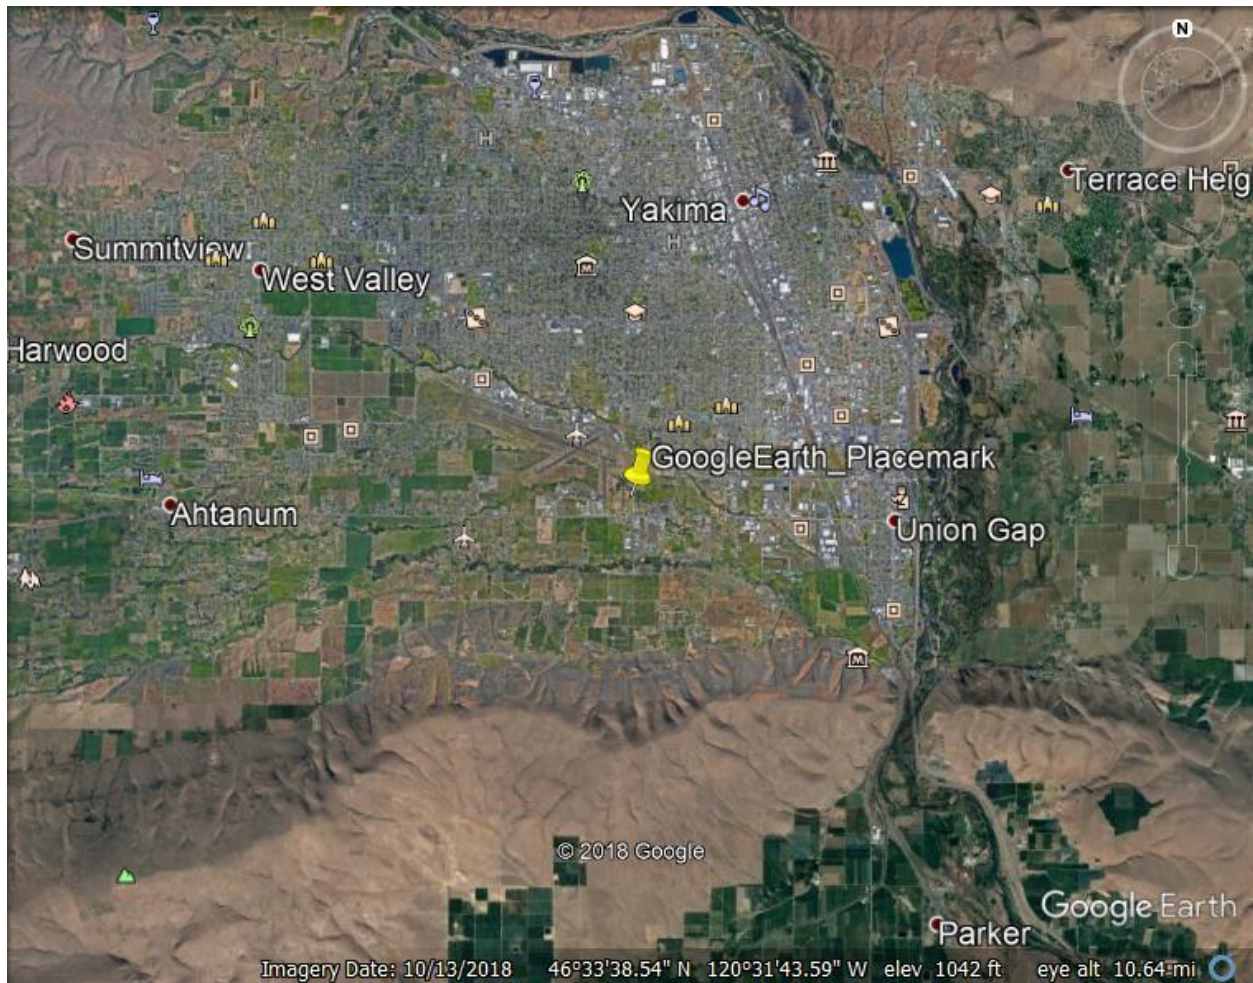 N
Terrace Heig
Yakima
Summitview
West Valley
Harwood
GoogleEarth_Placemark
Ahtanum
Union Gap
© 2018 Google
Google Earth
Parker
Imagery Date: 10/13/2018 46°33'38.54" N 120°31'43.59" W elev 1042 ft eye alt 10.64 mi